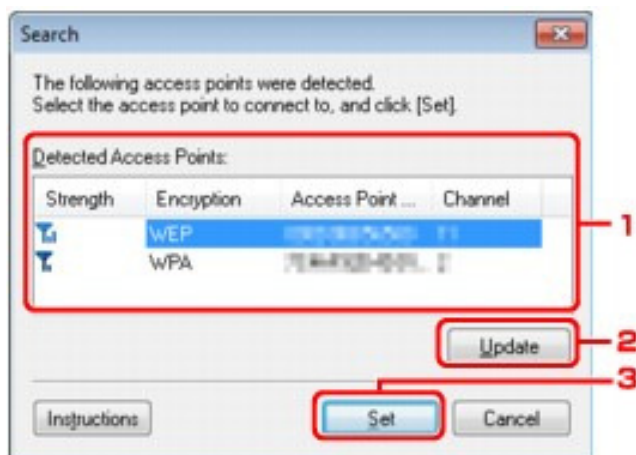 Search
The following access points were detected.
Select the access point to connect to, and click [Set].
Detected Access Points:
Strength Encryption Access Point ... Channel
WEP
WPA
1
Update
2
3
Instructions Set Cancel